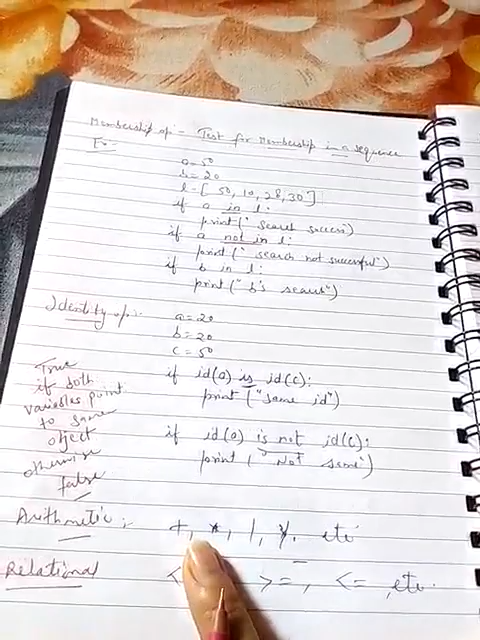 Membership op :- Test for Membership in a sequence
Ex:-
a=50
b=20
l=[50, 10, 28, 30]
if a in l:
print("search success)
if a not in l:
print("search not successful")
if b in l:
print("b's search")
Identity op:-
a=20
b=20
c=50
if id(a) is id(c):
print("same id")
True
if both
variables point
to same
object
otherwise
false
if id(a) is not id(c):
print("Not same")
Arithmetic :- +, *, /, %, etc
Relational < >=, <=, etc.